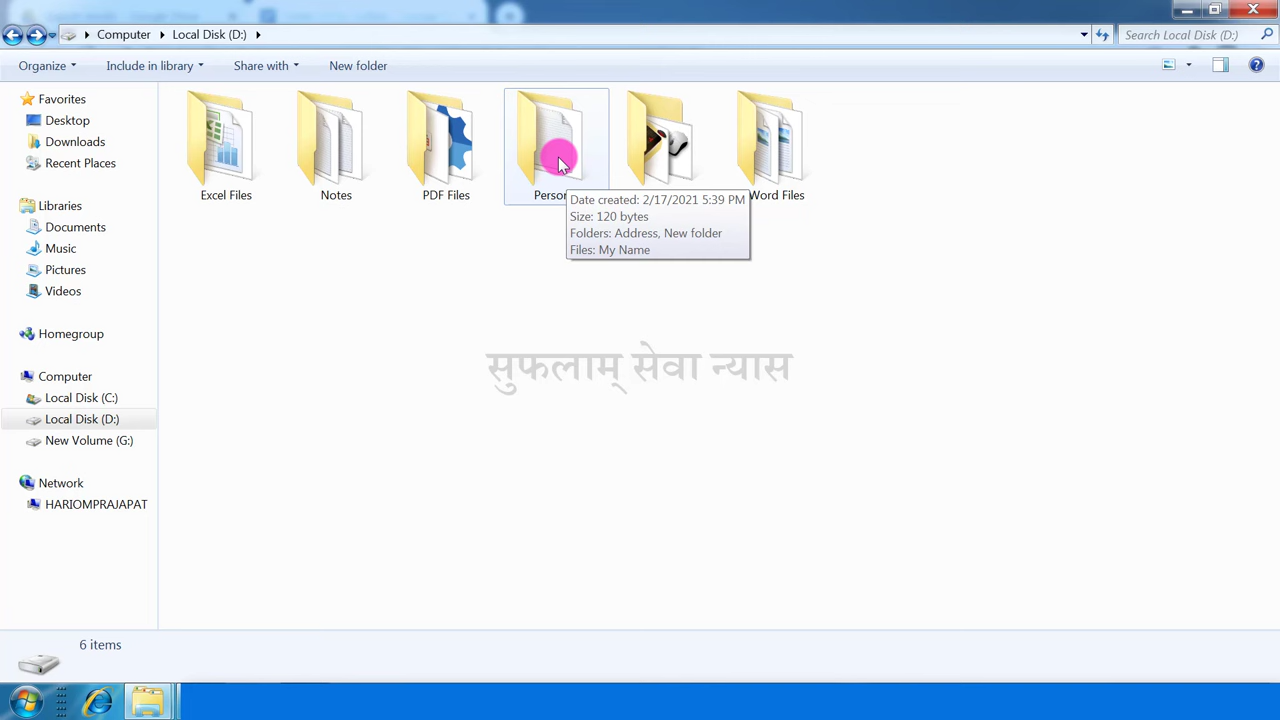 Computer Local Disk (D:)
Search Local Disk (D:)
Organize Include in library Share with New folder
Favorites
Desktop
Downloads
Recent Places
Libraries
Documents
Music
Pictures
Videos
Homegroup
Computer
Local Disk (C:)
Local Disk (D:)
New Volume (G:)
Network
HARIOMPRAJAPAT
Excel Files
Notes
PDF Files
Word Files
Date created: 2/17/2021 5:39 PM
Size: 120 bytes
Folders: Address, New folder
Files: My Name
सुफलाम् सेवा न्यास
6 items